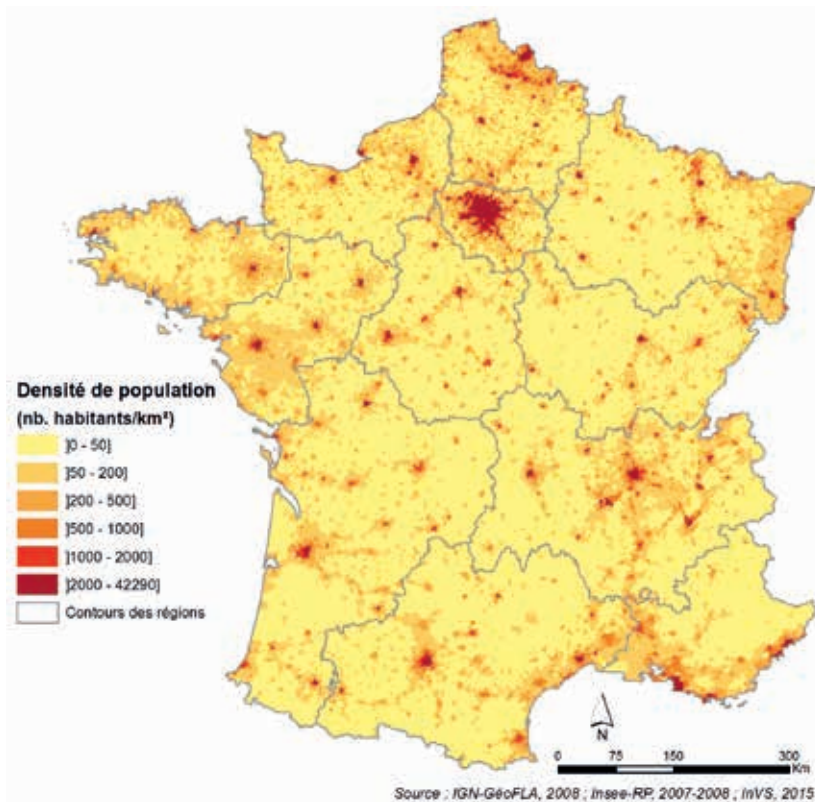 Densité de population
(nb. habitants/km²)
]0 - 50]
]50 - 200]
]200 - 500]
]500 - 1000]
]1000 - 2000]
]2000 - 42290]
Contours des régions
N
0 75 150 300
Km
Source : IGN-GéoFLA, 2008 ; Insee-RP, 2007-2008 ; InVS, 2015